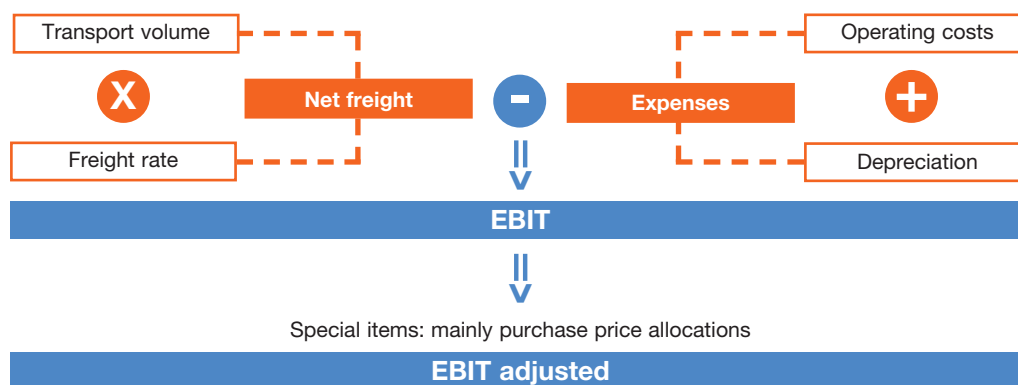 Transport volume
Operating costs
X
Net freight
-
Expenses
+
Freight rate
Depreciation
EBIT
Special items: mainly purchase price allocations
EBIT adjusted